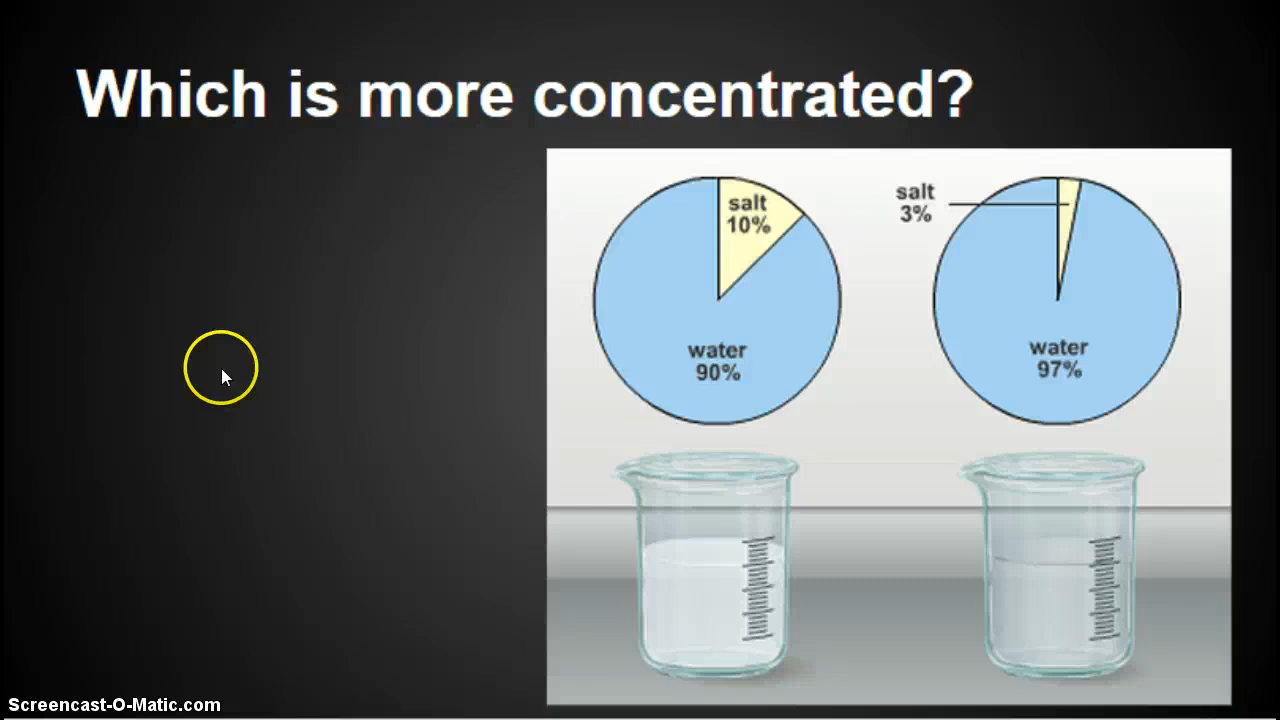 Which is more concentrated?
salt
10%
water
90%
salt
3%
water
97%
Screencast-O-Matic.com